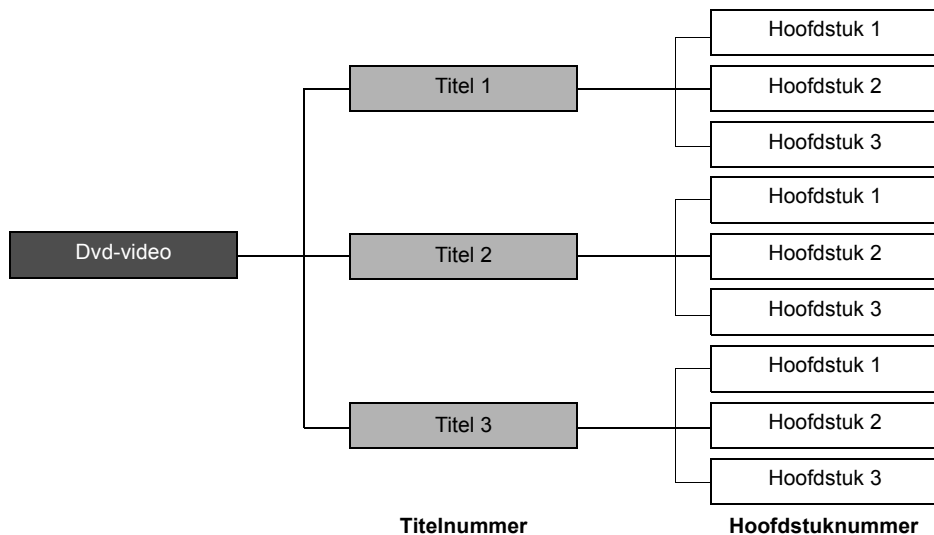 Dvd-video
Titel 1
Hoofdstuk 1
Hoofdstuk 2
Hoofdstuk 3
Titel 2
Hoofdstuk 1
Hoofdstuk 2
Hoofdstuk 3
Titel 3
Hoofdstuk 1
Hoofdstuk 2
Hoofdstuk 3
Titelnummer
Hoofdstuknummer